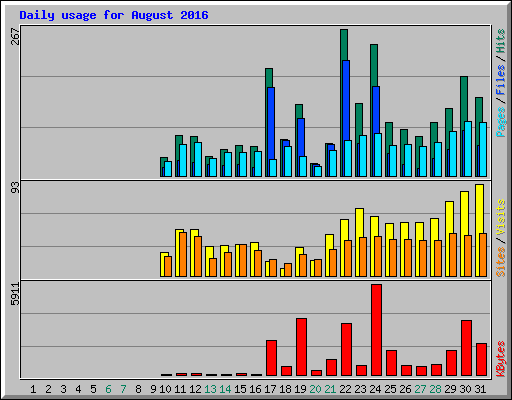 Daily usage for August 2016
267
Pages / Files / Hits
93
Sites / Visits
5911
KBytes
1 2 3 4 5 6 7 8 9 10 11 12 13 14 15 16 17 18 19 20 21 22 23 24 25 26 27 28 29 30 31